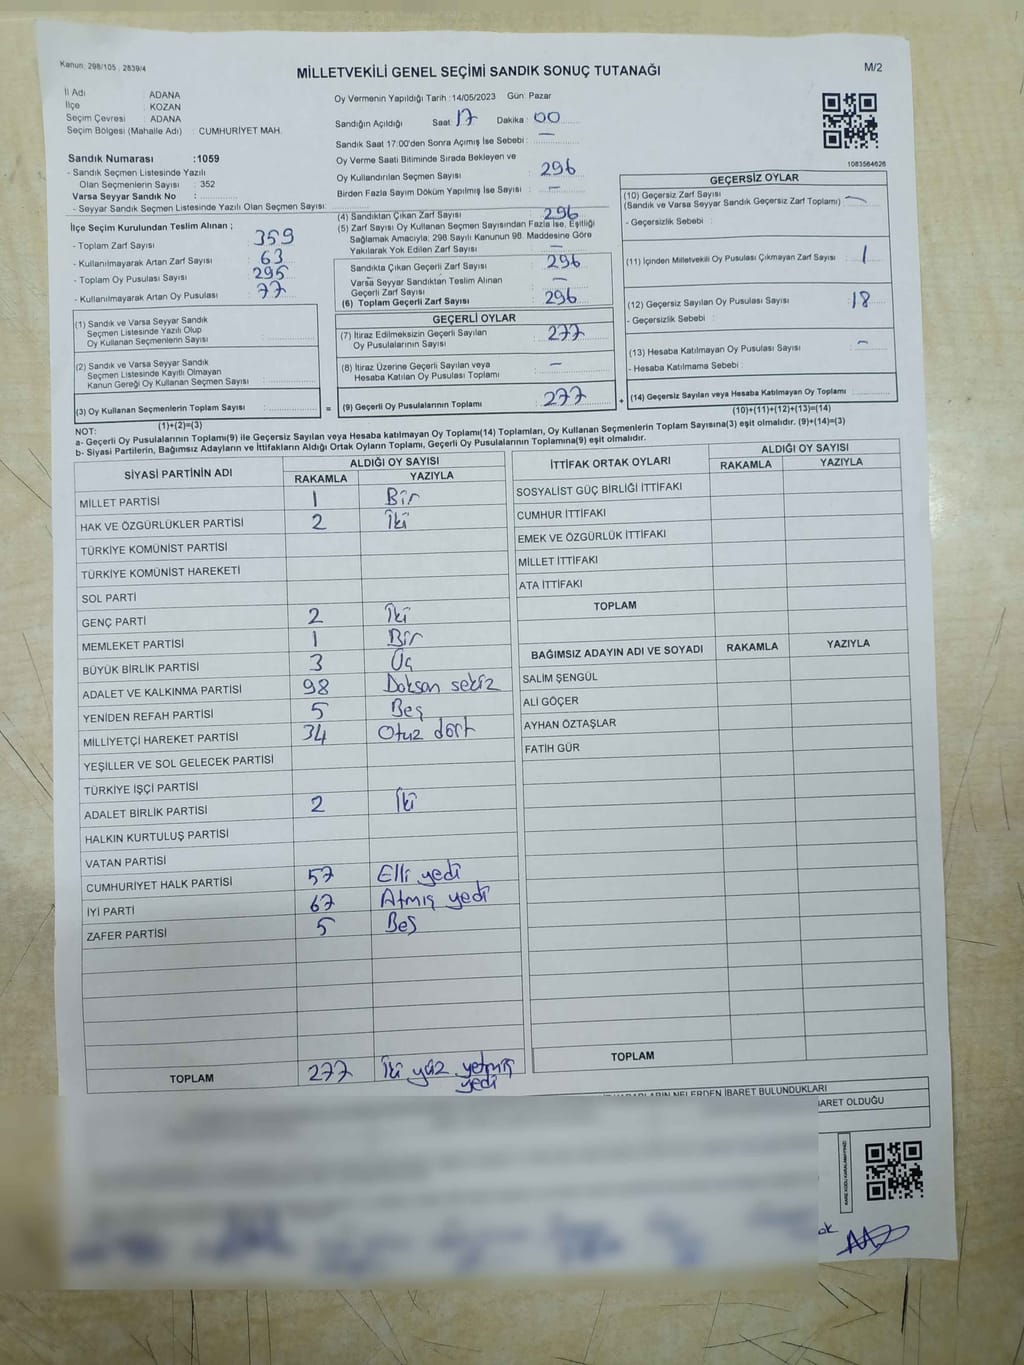 Kanun: 298/105, 2839/4
MİLLETVEKİLİ GENEL SEÇİMİ SANDIK SONUÇ TUTANAĞI
M/2
İl Adı : ADANA
İlçe : KOZAN
Seçim Çevresi : ADANA
Seçim Bölgesi (Mahalle Adı) : CUMHURİYET MAH.
Oy Vermenin Yapıldığı Tarih :14/05/2023 Gün: Pazar
Sandığın Açıldığı Saat: 17 Dakika : 00
Sandık Saat 17:00'den Sonra Açımış İse Sebebi : —
Sandık Numarası :1059
- Sandık Seçmen Listesinde Yazılı
Olan Seçmenlerin Sayısı : 352
Varsa Seyyar Sandık No :
- Seyyar Sandık Seçmen Listesinde Yazılı Olan Seçmen Sayısı:
Oy Verme Saati Bitiminde Sırada Bekleyen ve
Oy Kullandırılan Seçmen Sayısı : 296
Birden Fazla Sayım Döküm Yapılmış İse Sayısı : —
1083564626
İlçe Seçim Kurulundan Teslim Alınan ;
- Toplam Zarf Sayısı : 359
- Kullanılmayarak Artan Zarf Sayısı : 63
- Toplam Oy Pusulası Sayısı : 295
- Kullanılmayarak Artan Oy Pusulası : 77
(4) Sandıktan Çıkan Zarf Sayısı : 296
(5) Zarf Sayısı Oy Kullanan Seçmen Sayısından Fazla İse, Eşitliği
Sağlamak Amacıyla; 298 Sayılı Kanunun 98. Maddesine Göre
Yakılarak Yok Edilen Zarf Sayısı : —
Sandıkta Çıkan Geçerli Zarf Sayısı : 296
Varsa Seyyar Sandıktan Teslim Alınan
Geçerli Zarf Sayısı : —
(6) Toplam Geçerli Zarf Sayısı : 296
GEÇERSİZ OYLAR
(10) Geçersiz Zarf Sayısı : —
(Sandık ve Varsa Seyyar Sandık Geçersiz Zarf Toplamı)
- Geçersizlik Sebebi :
(11) İçinden Milletvekili Oy Pusulası Çıkmayan Zarf Sayısı : 1
(12) Geçersiz Sayılan Oy Pusulası Sayısı : 18
- Geçersizlik Sebebi :
(13) Hesaba Katılmayan Oy Pusulası Sayısı : —
- Hesaba Katılmama Sebebi :
(14) Geçersiz Sayılan veya Hesaba Katılmayan Oy Toplamı :
(10)+(11)+(12)+(13)=(14)
(1) Sandık ve Varsa Seyyar Sandık
Seçmen Listesinde Yazılı Olup
Oy Kullanan Seçmenlerin Sayısı :
(2) Sandık ve Varsa Seyyar Sandık
Seçmen Listesinde Kayıtlı Olmayan
Kanun Gereği Oy Kullanan Seçmen Sayısı :
(3) Oy Kullanan Seçmenlerin Toplam Sayısı :
(1)+(2)=(3)
GEÇERLİ OYLAR
(7) İtiraz Edilmeksizin Geçerli Sayılan
Oy Pusulalarının Sayısı : 277
(8) İtiraz Üzerine Geçerli Sayılan veya
Hesaba Katılan Oy Pusulası Toplamı : —
= (9) Geçerli Oy Pusulalarının Toplamı : 277 +
NOT:
a- Geçerli Oy Pusulalarının Toplamı(9) ile Geçersiz Sayılan veya Hesaba katılmayan Oy Toplamı(14) Toplamları, Oy Kullanan Seçmenlerin Toplam Sayısına(3) eşit olmalıdır. (9)+(14)=(3)
b- Siyasi Partilerin, Bağımsız Adayların ve İttifakların Aldığı Ortak Oyların Toplamı, Geçerli Oy Pusulalarının Toplamına(9) eşit olmalıdır.
SİYASİ PARTİNİN ADI ALDIĞI OY SAYISI
RAKAMLA YAZIYLA
MİLLET PARTİSİ 1 Bir
HAK VE ÖZGÜRLÜKLER PARTİSİ 2 İki
TÜRKİYE KOMÜNİST PARTİSİ
TÜRKİYE KOMÜNİST HAREKETİ
SOL PARTİ
GENÇ PARTİ 2 İki
MEMLEKET PARTİSİ 1 Bir
BÜYÜK BİRLİK PARTİSİ 3 Üç
ADALET VE KALKINMA PARTİSİ 98 Doksan sekiz
YENİDEN REFAH PARTİSİ 5 Beş
MİLLİYETÇİ HAREKET PARTİSİ 34 Otuz dört
YEŞİLLER VE SOL GELECEK PARTİSİ
TÜRKİYE İŞÇİ PARTİSİ
ADALET BİRLİK PARTİSİ 2 İki
HALKIN KURTULUŞ PARTİSİ
VATAN PARTİSİ
CUMHURİYET HALK PARTİSİ 57 Elli yedi
İYİ PARTİ 67 Atmış yedi
ZAFER PARTİSİ 5 Beş
TOPLAM 277 İki yüz yetmiş
yedi
İTTİFAK ORTAK OYLARI ALDIĞI OY SAYISI
RAKAMLA YAZIYLA
SOSYALİST GÜÇ BİRLİĞİ İTTİFAKI
CUMHUR İTTİFAKI
EMEK VE ÖZGÜRLÜK İTTİFAKI
MİLLET İTTİFAKI
ATA İTTİFAKI
TOPLAM
BAĞIMSIZ ADAYIN ADI VE SOYADI RAKAMLA YAZIYLA
SALİM ŞENGÜL
ALİ GÖÇER
AYHAN ÖZTAŞLAR
FATİH GÜR
TOPLAM
NELERDEN İBARET BULUNDUKLARI
BARET OLDUĞU
KARE KODU KARALAMAYINIZ!
ok